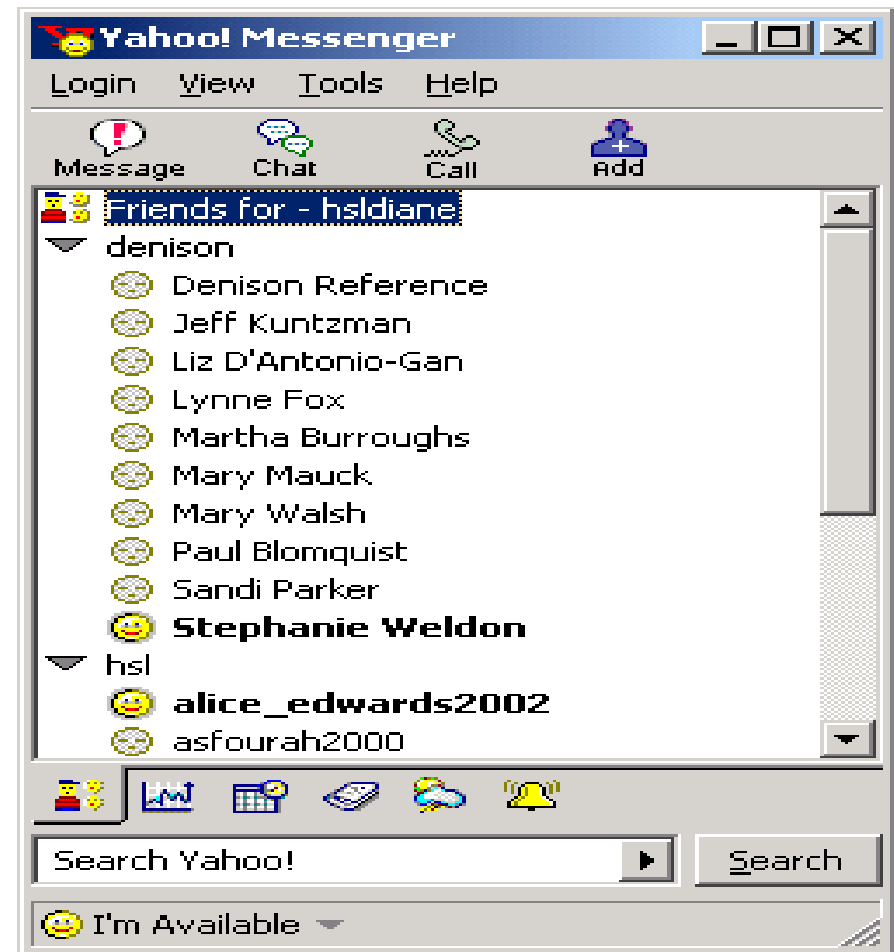 Yahoo! Messenger
Login View Tools Help
Message Chat Call Add
Friends for - hsldiane
denison
Denison Reference
Jeff Kuntzman
Liz D'Antonio-Gan
Lynne Fox
Martha Burroughs
Mary Mauck
Mary Walsh
Paul Blomquist
Sandi Parker
Stephanie Weldon
hsl
alice_edwards2002
asfourah2000
Search Yahoo! Search
I'm Available